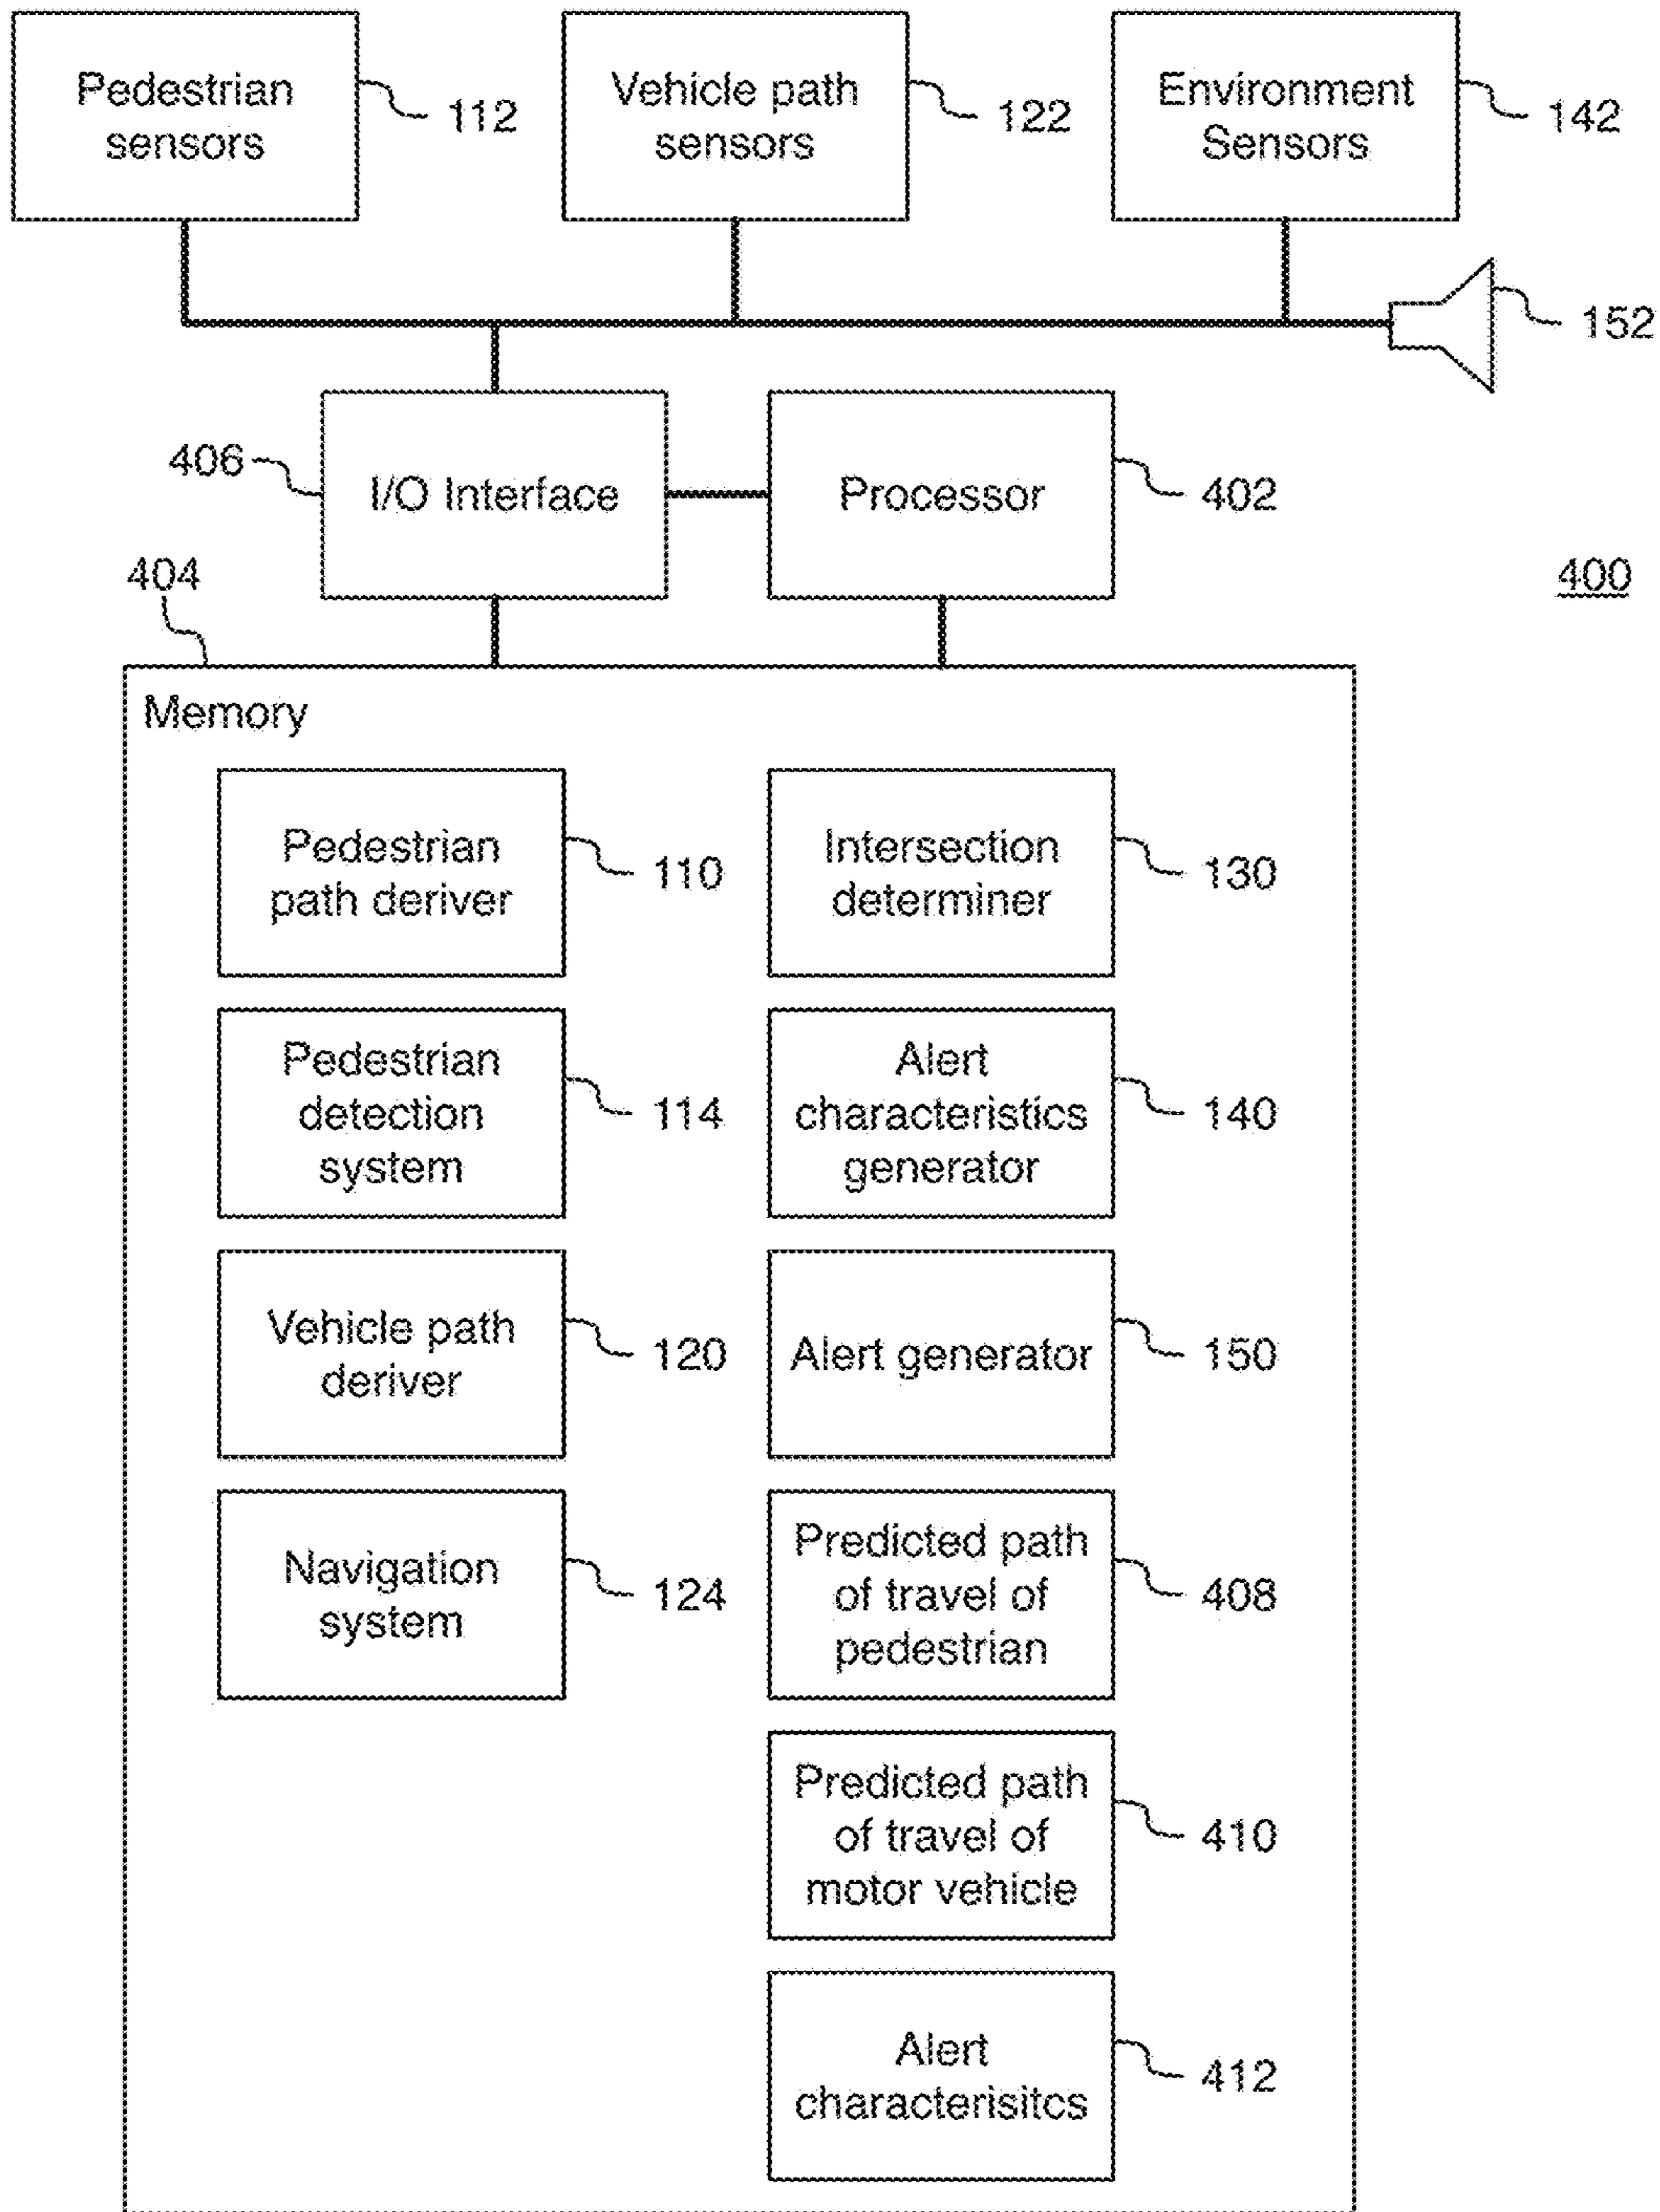 Pedestrian
sensors
112
Vehicle path
sensors
122
Environment
Sensors
142
152
406
I/O Interface
Processor
402
404
400
Memory
Pedestrian
path deriver
110
Intersection
determiner
130
Pedestrian
detection
system
114
Alert
characteristics
generator
140
Vehicle path
deriver
120
Alert generator
150
Navigation
system
124
Predicted path
of travel of
pedestrian
408
Predicted path
of travel of
motor vehicle
410
Alert
characterisitcs
412